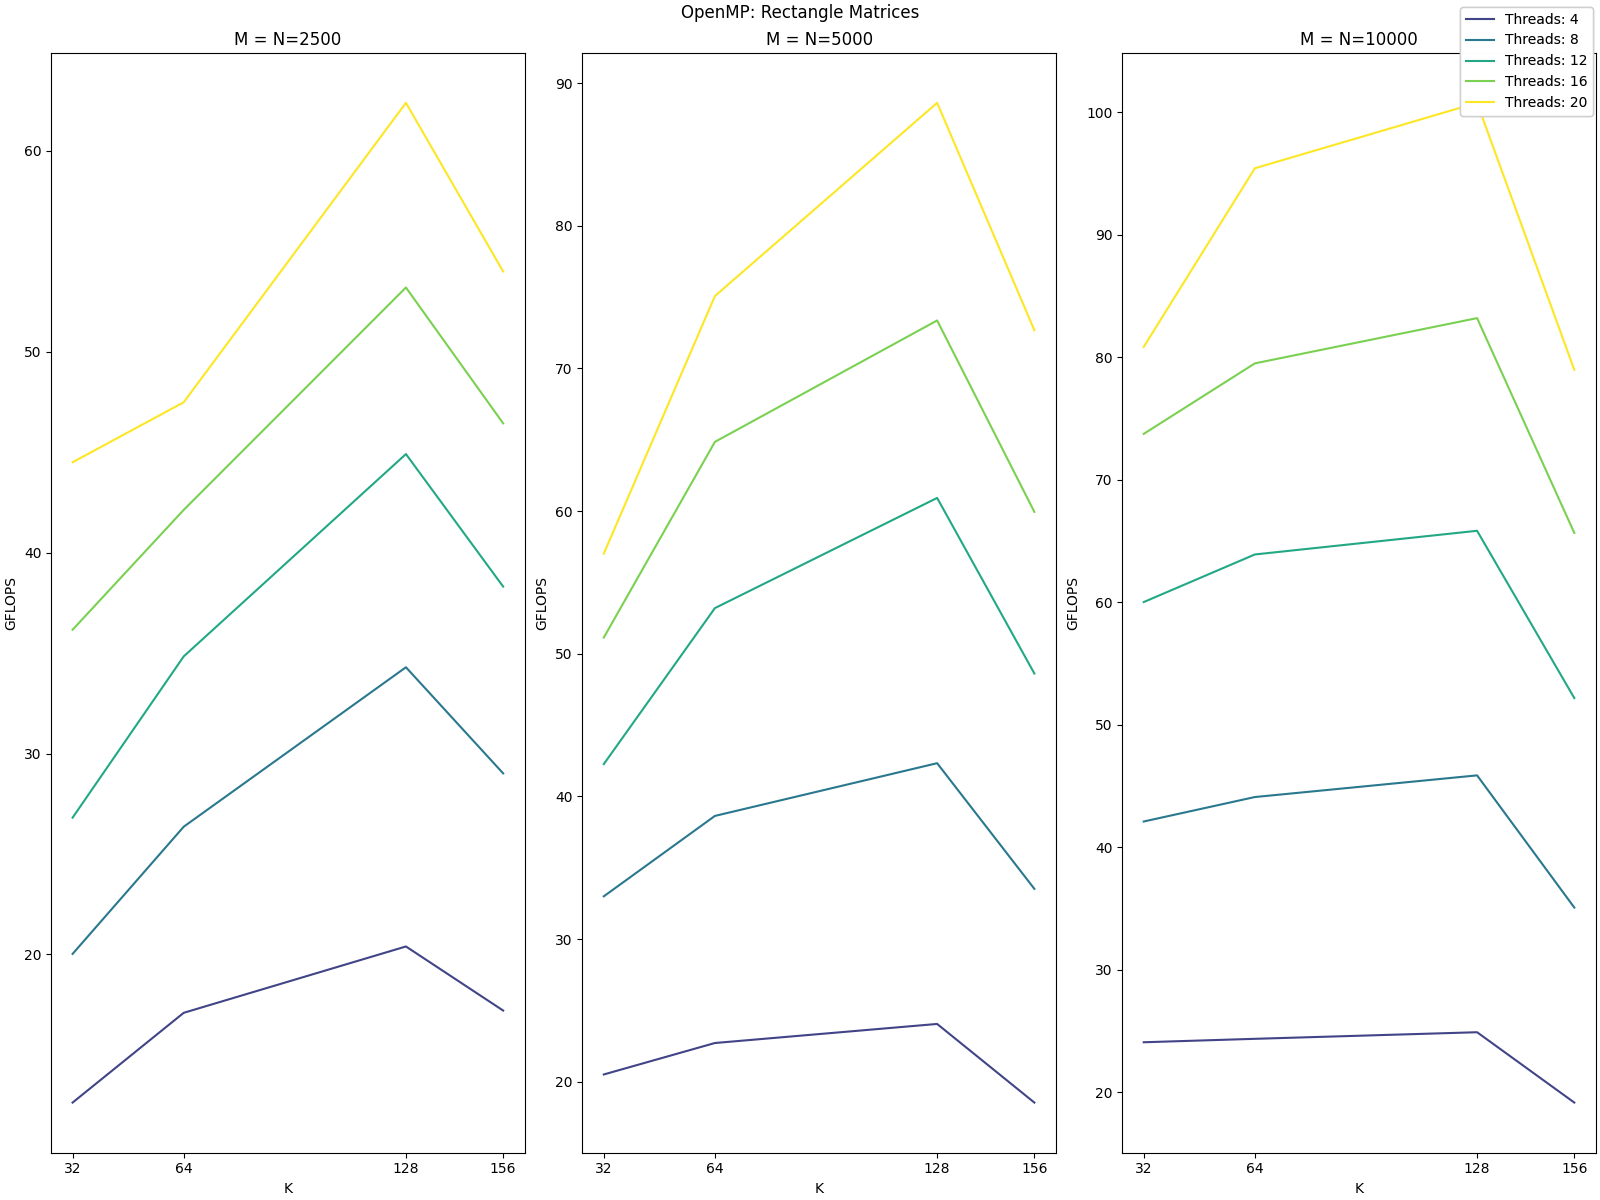 OpenMP: Rectangle Matrices
M = N=2500
60
50
40
30
20
GFLOPS
32 64 128 156
K
M = N=5000
90
80
70
60
50
40
30
20
GFLOPS
32 64 128 156
K
M = N=10000
100
90
80
70
60
50
40
30
20
GFLOPS
32 64 128 156
K
Threads: 4
Threads: 8
Threads: 12
Threads: 16
Threads: 20